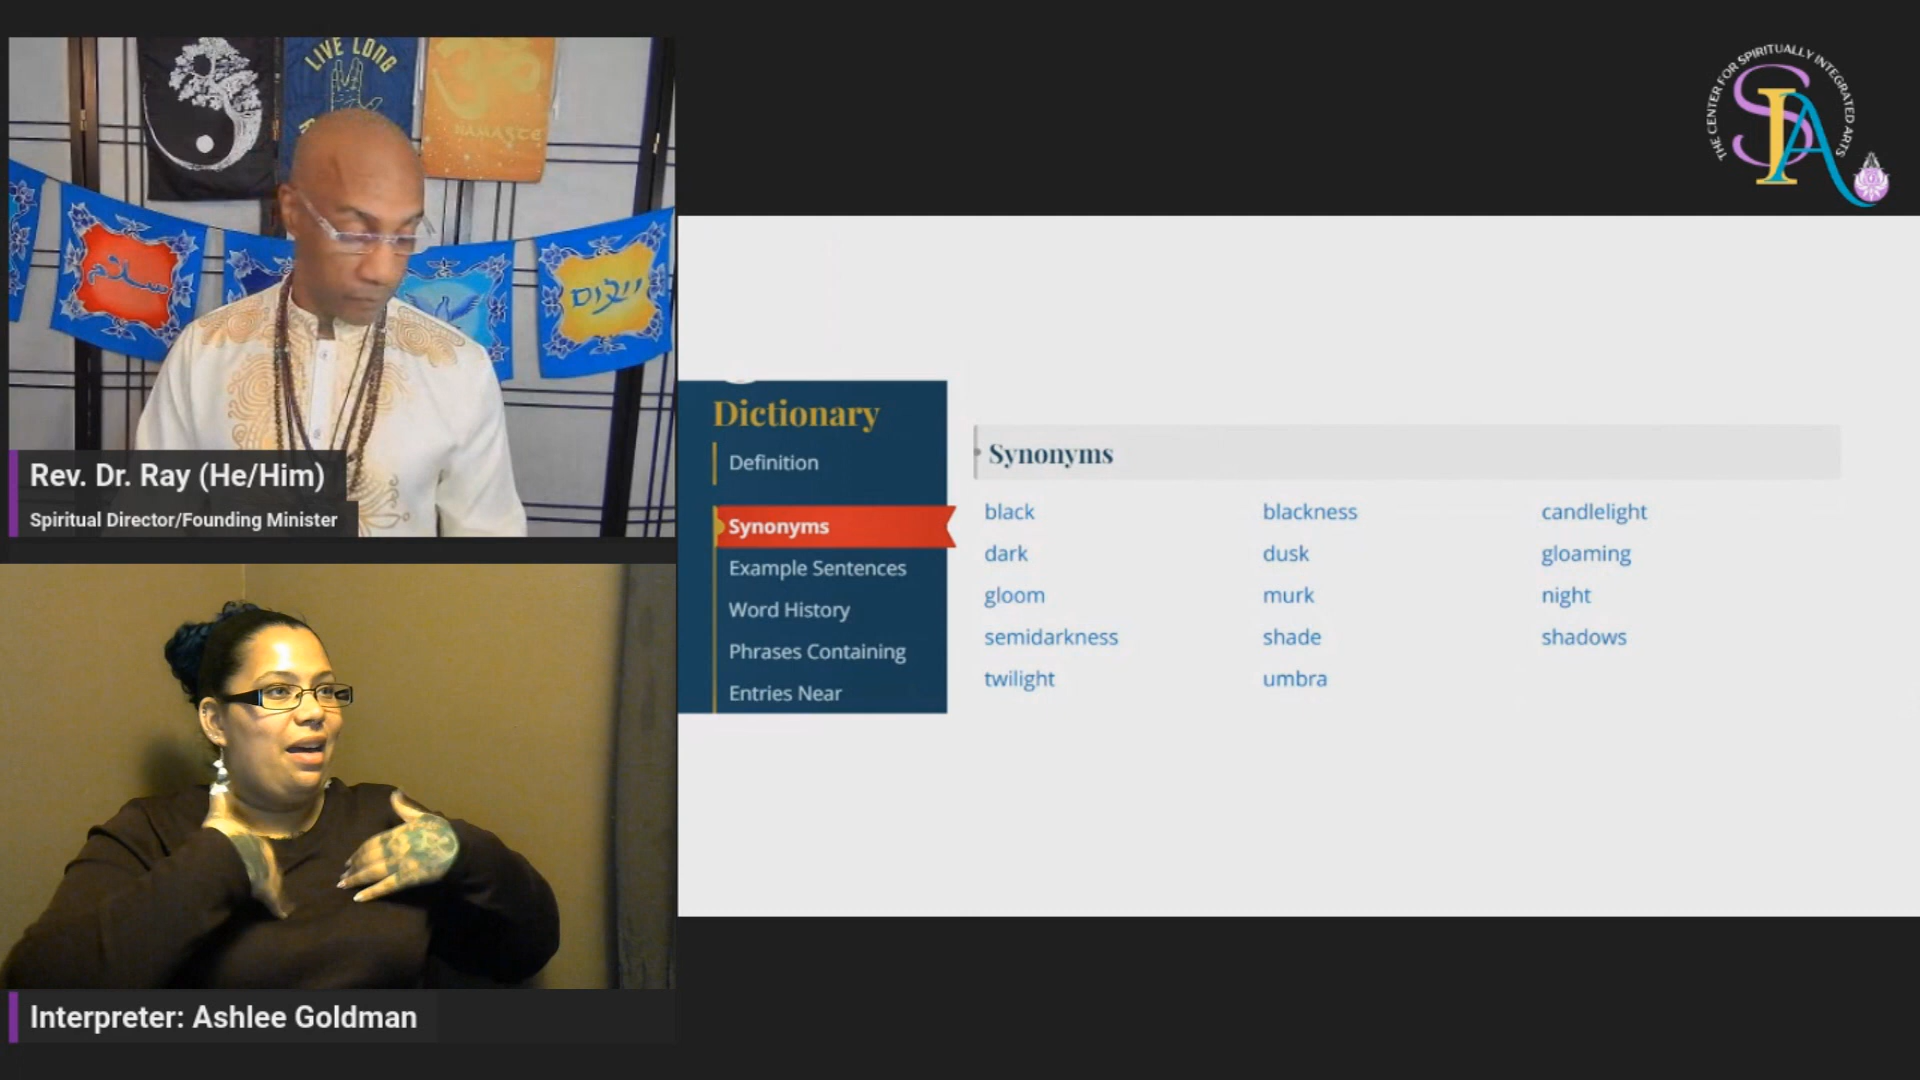 LIVE LONG
NAMASTE
سلام
Rev. Dr. Ray (He/Him)
Spiritual Director/Founding Minister
Interpreter: Ashlee Goldman
THE CENTER FOR SPIRITUALLY INTEGRATED ARTS
SIA
Dictionary
Definition
Synonyms
Example Sentences
Word History
Phrases Containing
Entries Near
Synonyms
black blackness candlelight
dark dusk gloaming
gloom murk night
semidarkness shade shadows
twilight umbra